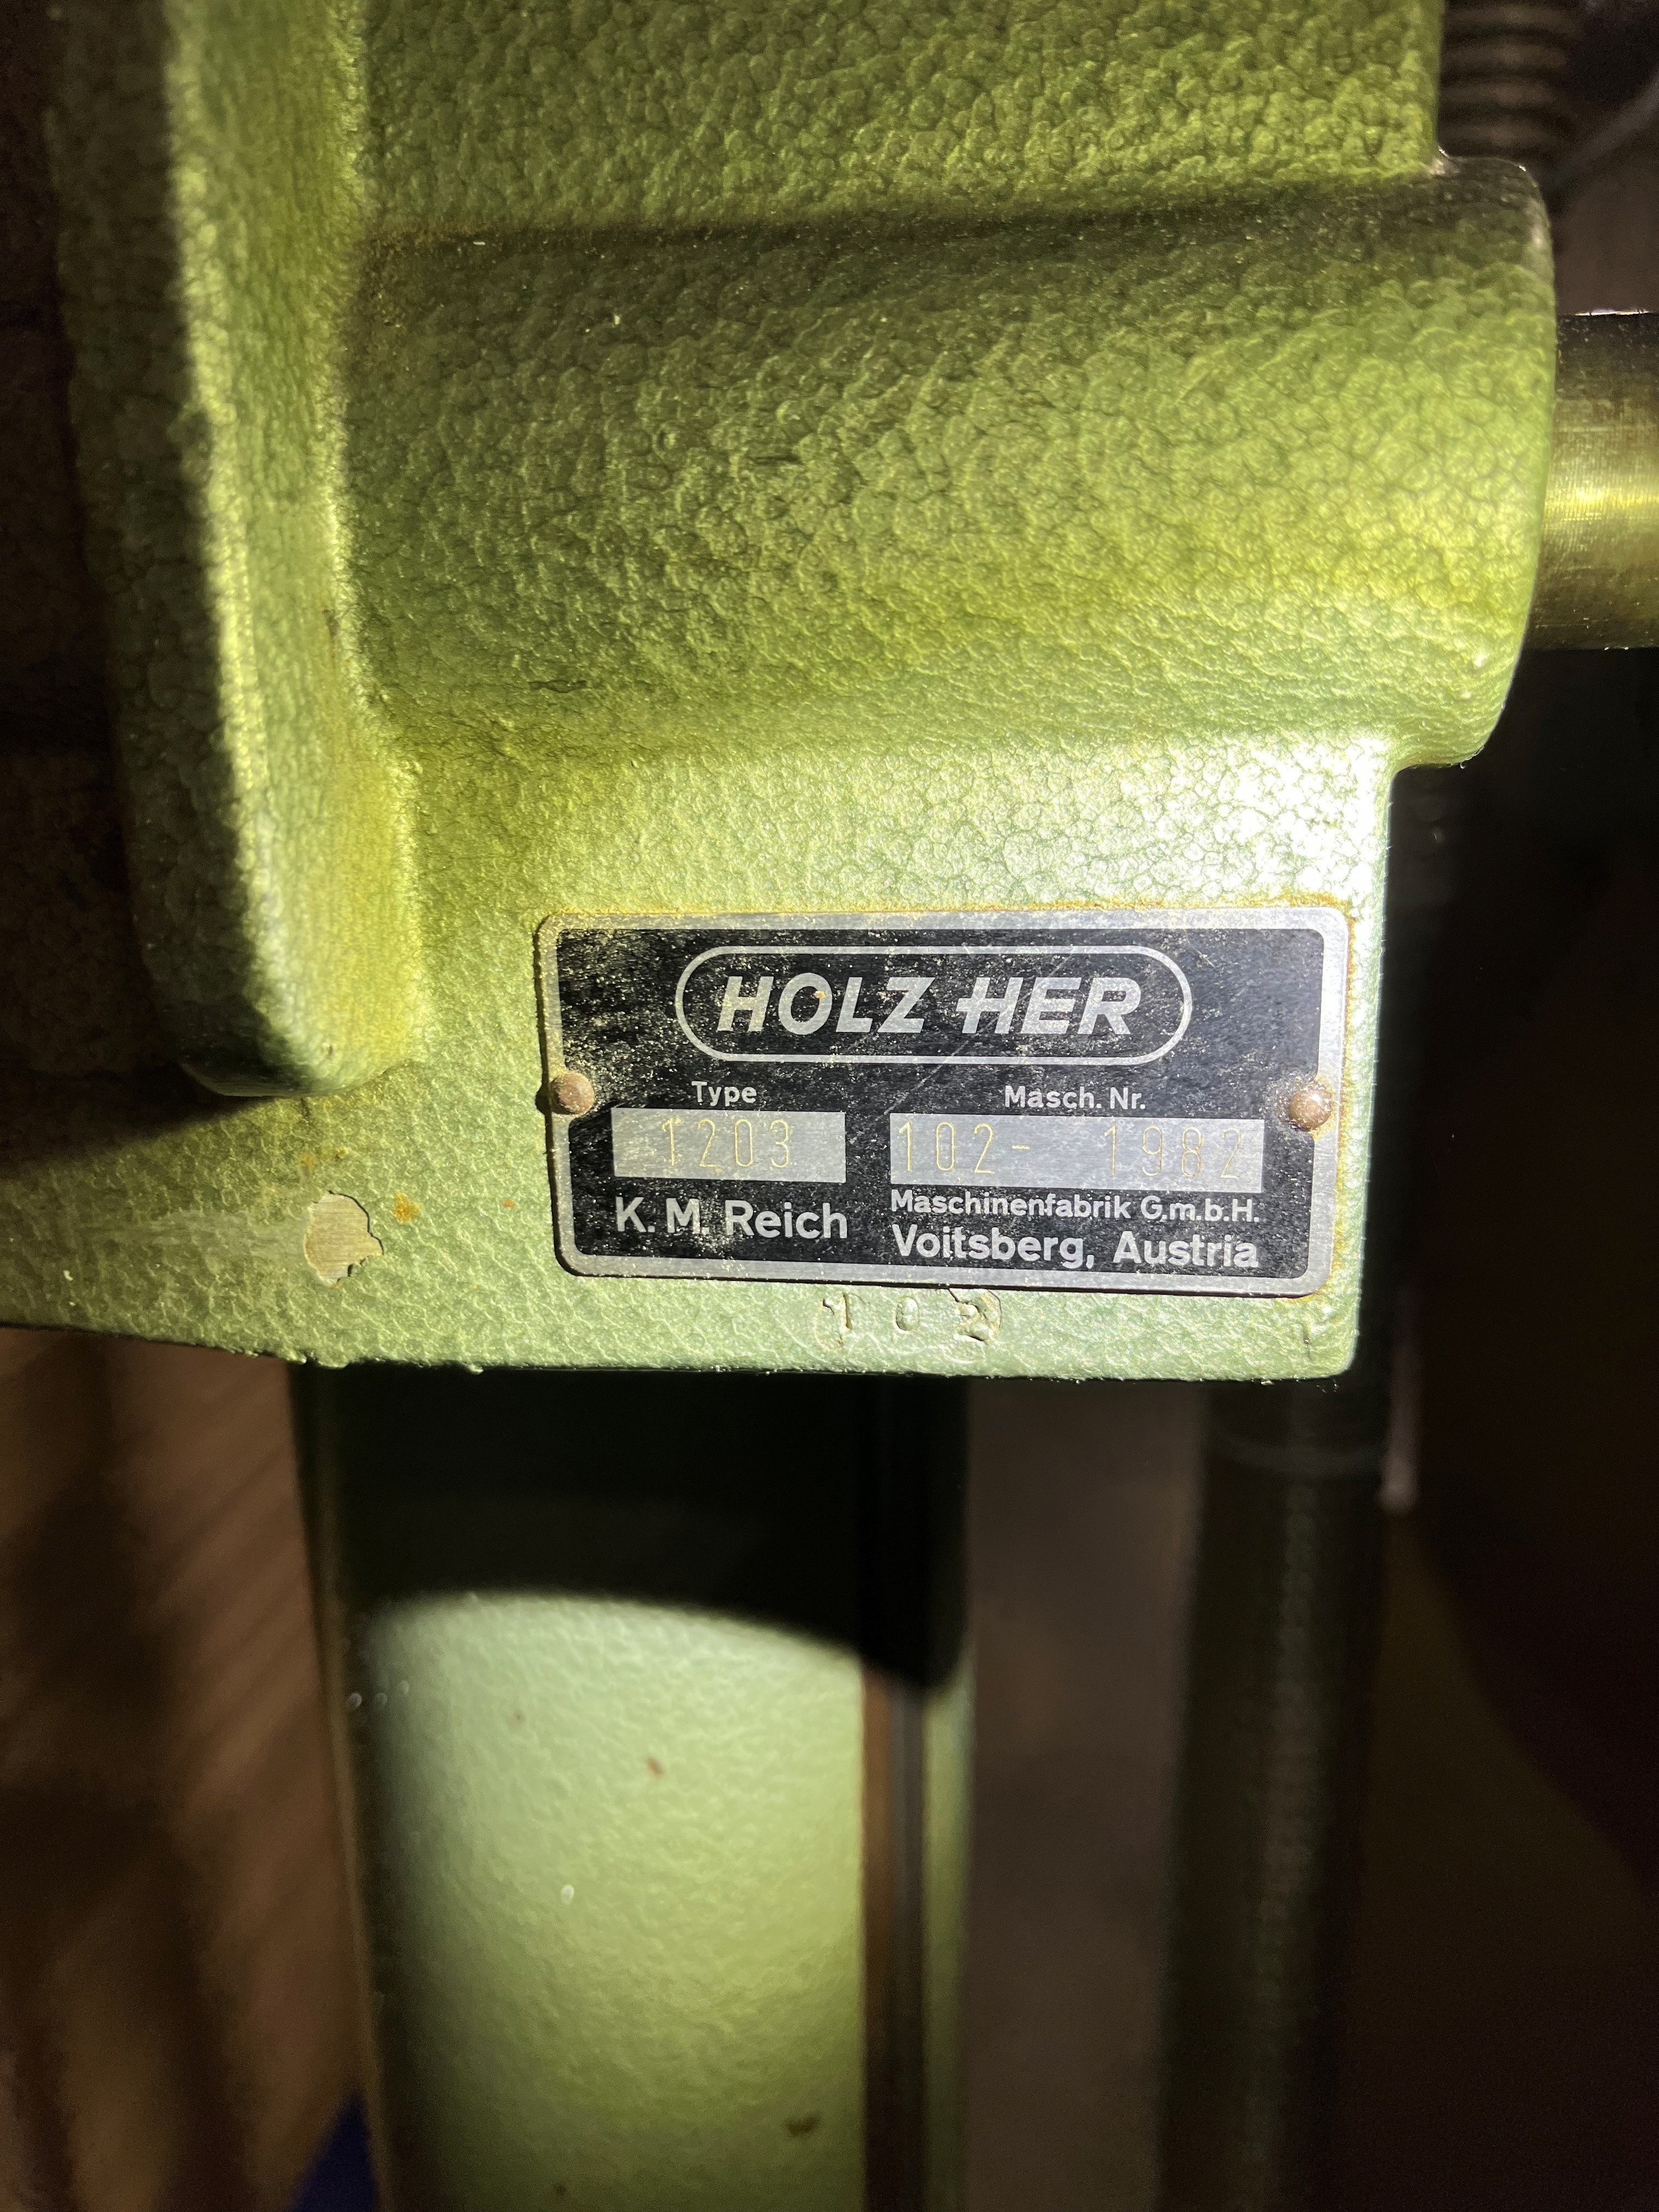 HOLZ HER
Type
Masch. Nr.
1203
102- 1982
K. M. Reich
Maschinenfabrik G.m.b.H.
Voitsberg, Austria
102